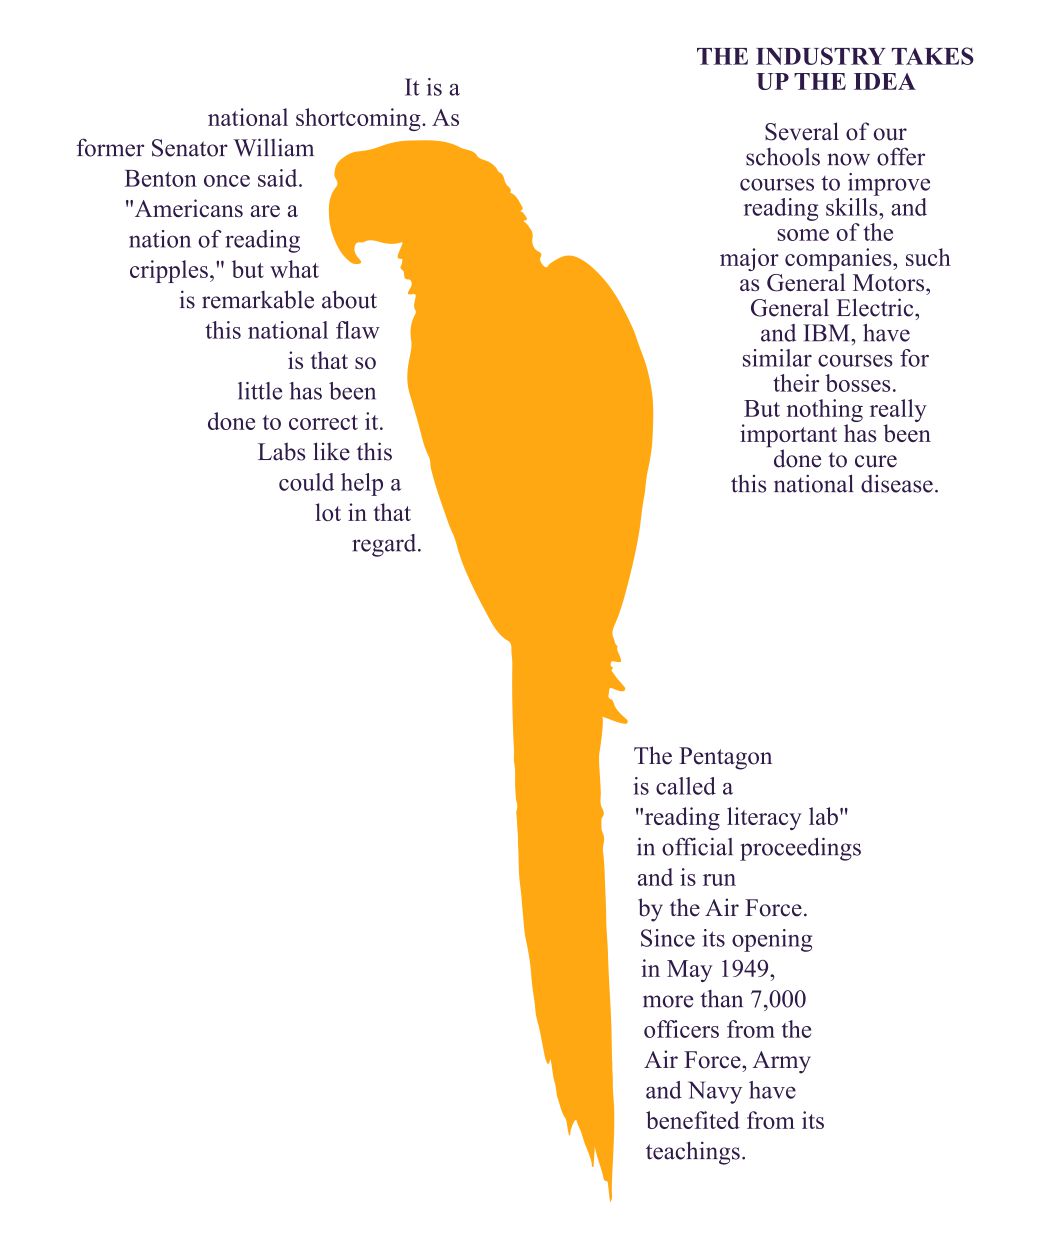 It is a
national shortcoming. As
former Senator William
Benton once said.
"Americans are a
nation of reading
cripples," but what
is remarkable about
this national flaw
is that so
little has been
done to correct it.
Labs like this
could help a
lot in that
regard.
THE INDUSTRY TAKES
UP THE IDEA
Several of our
schools now offer
courses to improve
reading skills, and
some of the
major companies, such
as General Motors,
General Electric,
and IBM, have
similar courses for
their bosses.
But nothing really
important has been
done to cure
this national disease.
The Pentagon
is called a
"reading literacy lab"
in official proceedings
and is run
by the Air Force.
Since its opening
in May 1949,
more than 7,000
officers from the
Air Force, Army
and Navy have
benefited from its
teachings.